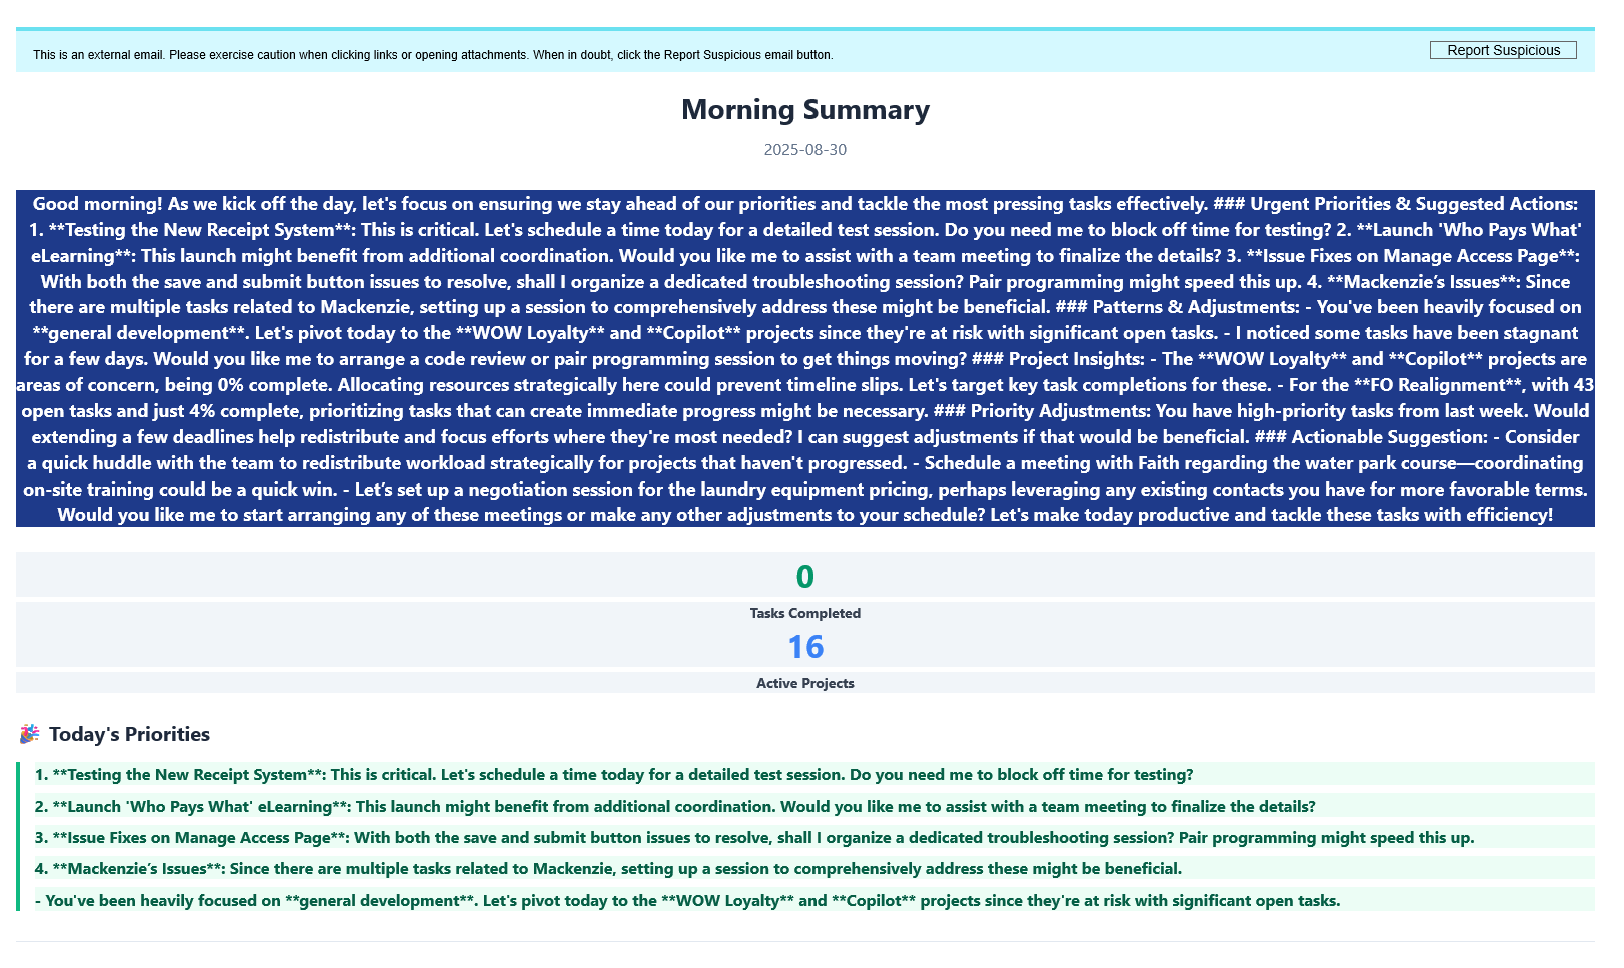 This is an external email. Please exercise caution when clicking links or opening attachments. When in doubt, click the Report Suspicious email button.
Report Suspicious
Morning Summary
2025-08-30
Good morning! As we kick off the day, let's focus on ensuring we stay ahead of our priorities and tackle the most pressing tasks effectively. ### Urgent Priorities & Suggested Actions:
1. **Testing the New Receipt System**: This is critical. Let's schedule a time today for a detailed test session. Do you need me to block off time for testing? 2. **Launch 'Who Pays What'
eLearning**: This launch might benefit from additional coordination. Would you like me to assist with a team meeting to finalize the details? 3. **Issue Fixes on Manage Access Page**:
With both the save and submit button issues to resolve, shall I organize a dedicated troubleshooting session? Pair programming might speed this up. 4. **Mackenzie’s Issues**: Since
there are multiple tasks related to Mackenzie, setting up a session to comprehensively address these might be beneficial. ### Patterns & Adjustments: - You've been heavily focused on
**general development**. Let's pivot today to the **WOW Loyalty** and **Copilot** projects since they're at risk with significant open tasks. - I noticed some tasks have been stagnant
for a few days. Would you like me to arrange a code review or pair programming session to get things moving? ### Project Insights: - The **WOW Loyalty** and **Copilot** projects are
areas of concern, being 0% complete. Allocating resources strategically here could prevent timeline slips. Let's target key task completions for these. - For the **FO Realignment**, with 43
open tasks and just 4% complete, prioritizing tasks that can create immediate progress might be necessary. ### Priority Adjustments: You have high-priority tasks from last week. Would
extending a few deadlines help redistribute and focus efforts where they're most needed? I can suggest adjustments if that would be beneficial. ### Actionable Suggestion: - Consider
a quick huddle with the team to redistribute workload strategically for projects that haven't progressed. - Schedule a meeting with Faith regarding the water park course—coordinating
on-site training could be a quick win. - Let’s set up a negotiation session for the laundry equipment pricing, perhaps leveraging any existing contacts you have for more favorable terms.
Would you like me to start arranging any of these meetings or make any other adjustments to your schedule? Let's make today productive and tackle these tasks with efficiency!
0
Tasks Completed
16
Active Projects
🎉 Today's Priorities
1. **Testing the New Receipt System**: This is critical. Let's schedule a time today for a detailed test session. Do you need me to block off time for testing?
2. **Launch 'Who Pays What' eLearning**: This launch might benefit from additional coordination. Would you like me to assist with a team meeting to finalize the details?
3. **Issue Fixes on Manage Access Page**: With both the save and submit button issues to resolve, shall I organize a dedicated troubleshooting session? Pair programming might speed this up.
4. **Mackenzie’s Issues**: Since there are multiple tasks related to Mackenzie, setting up a session to comprehensively address these might be beneficial.
- You've been heavily focused on **general development**. Let's pivot today to the **WOW Loyalty** and **Copilot** projects since they're at risk with significant open tasks.